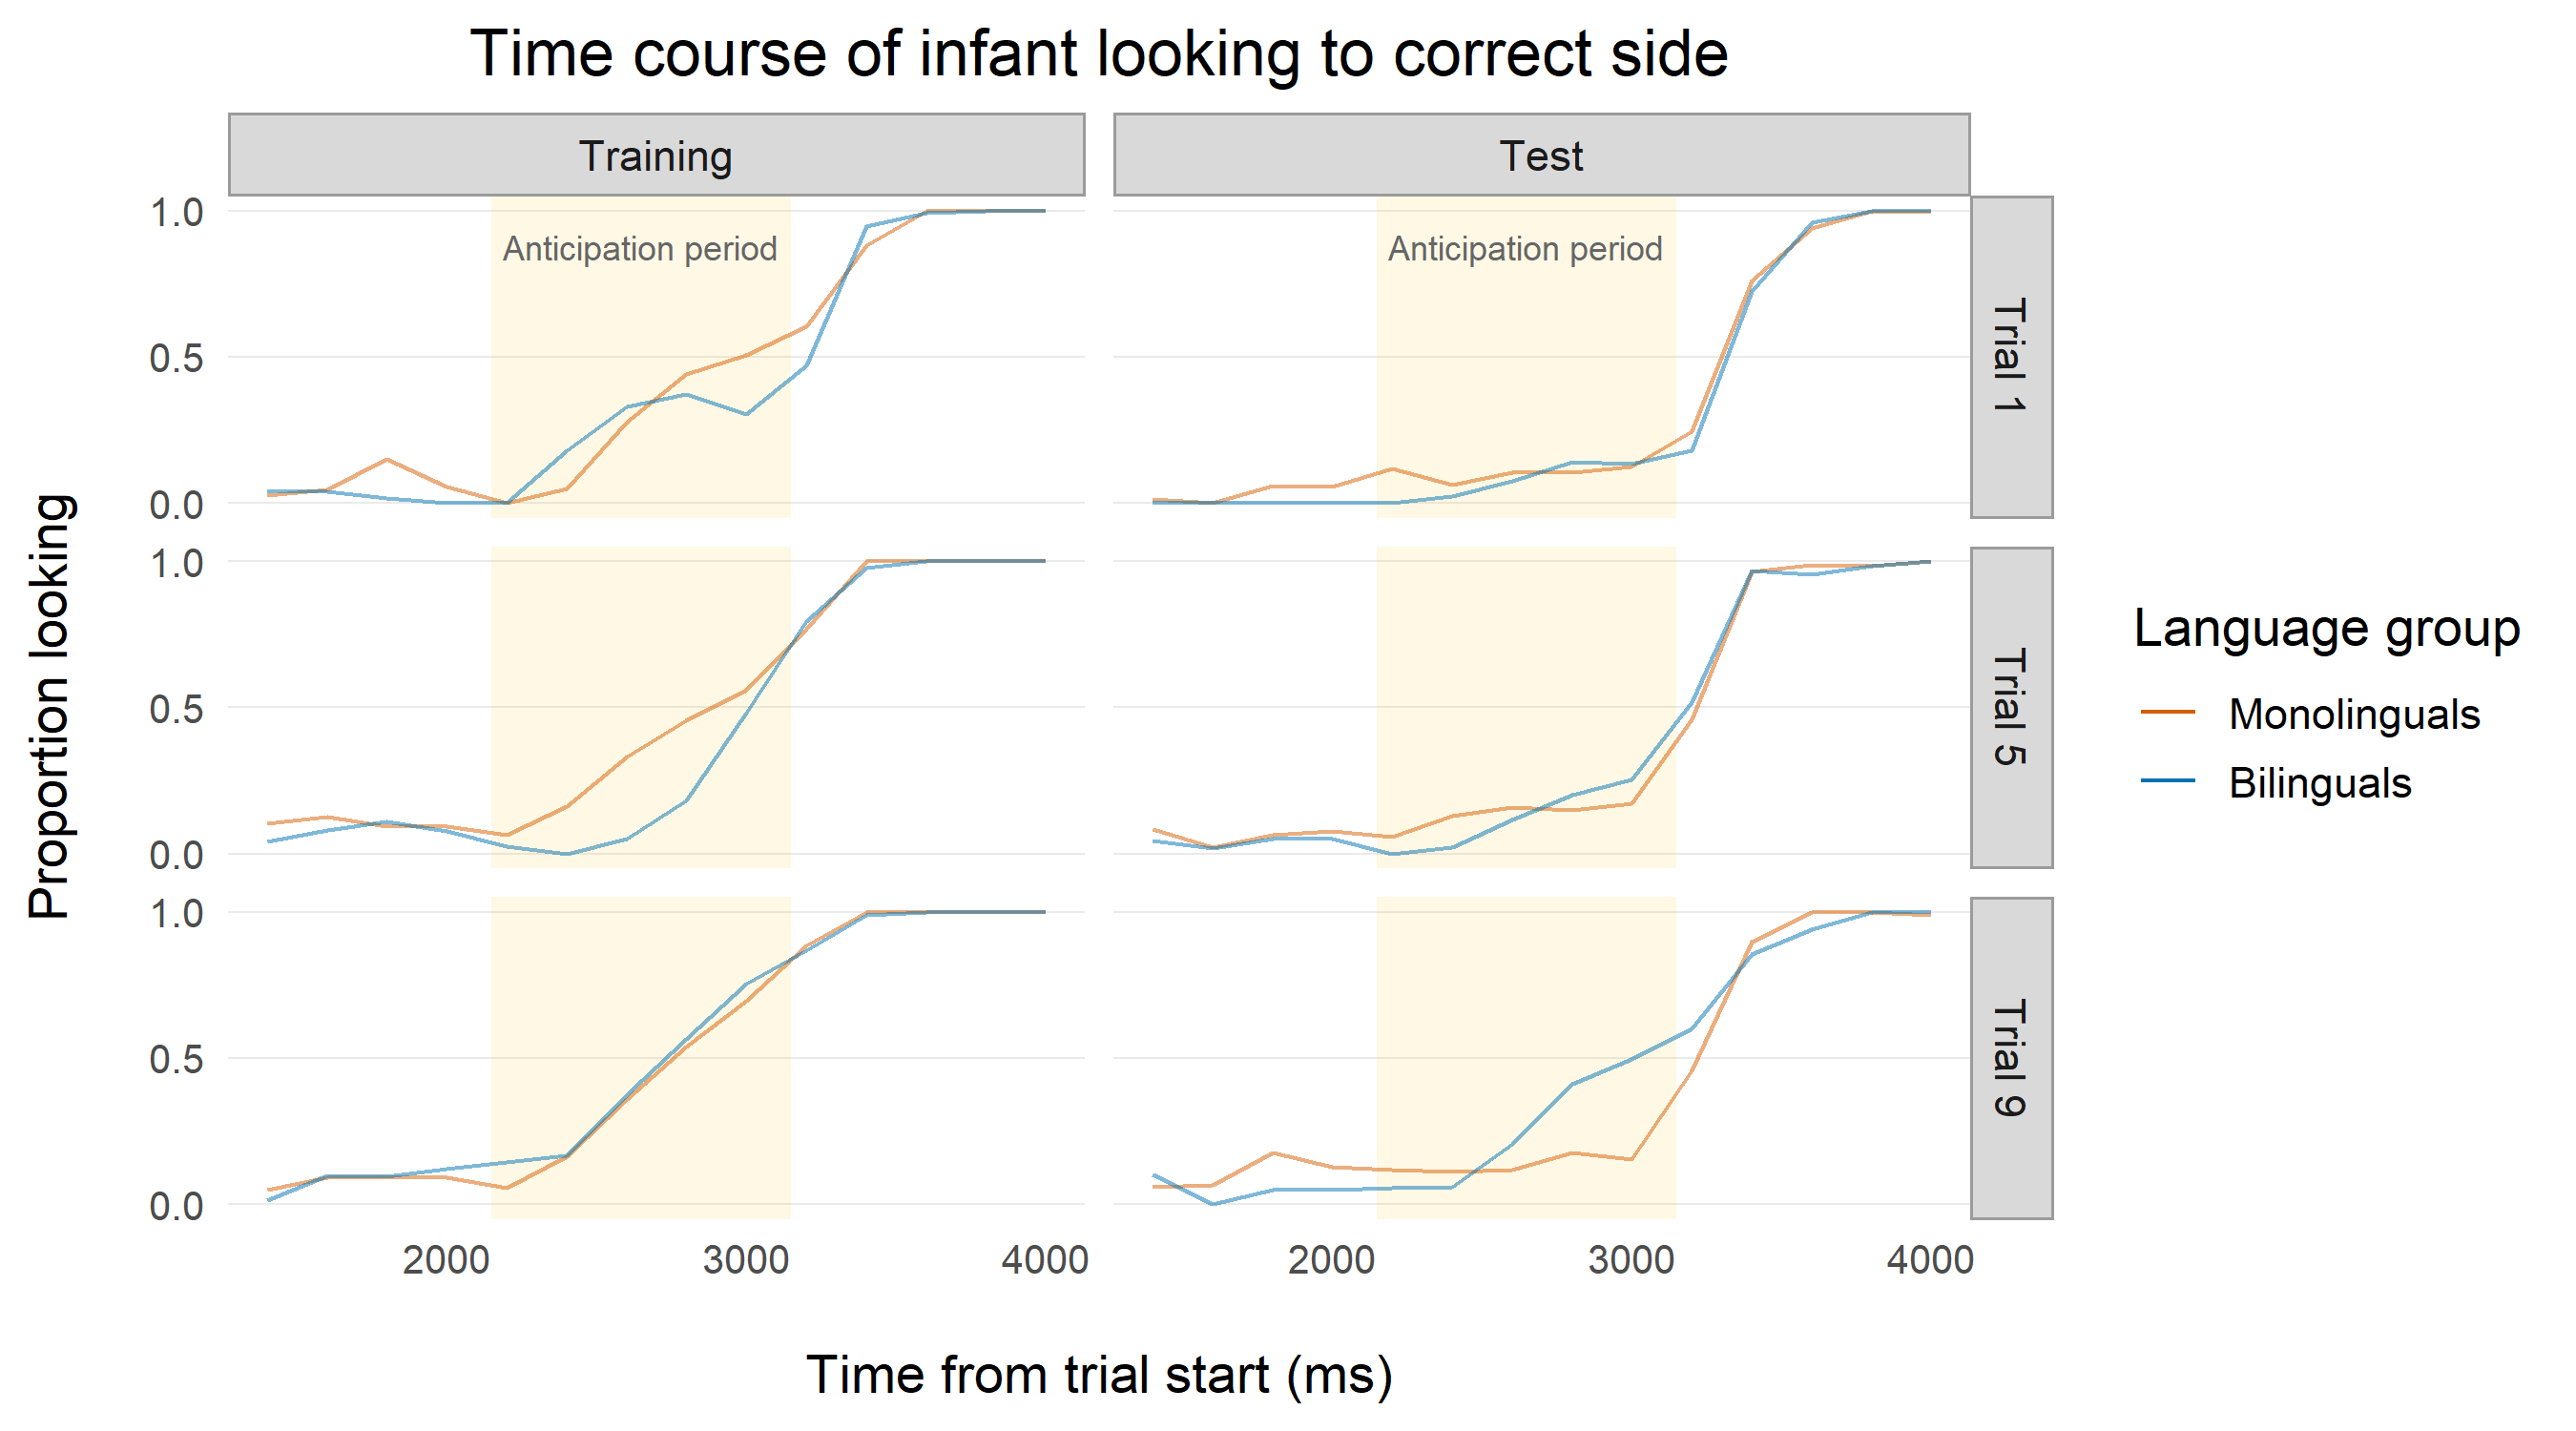 Time course of infant looking to correct side
Training
Test
1.0
Anticipation period
Anticipation period
0.5
0.0
Trial 1
1.0
0.5
0.0
Trial 5
1.0
0.5
0.0
Trial 9
2000 3000 4000
2000 3000 4000
Proportion looking
Time from trial start (ms)
Language group
Monolinguals
Bilinguals